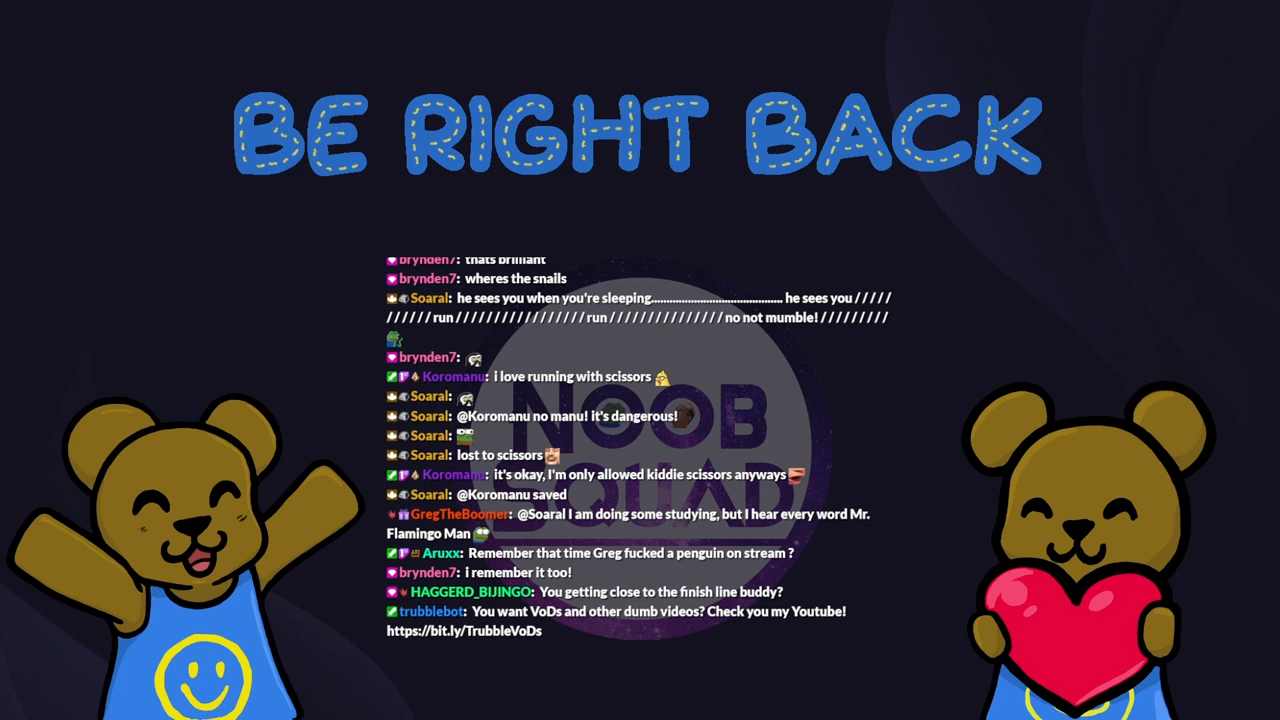 BE RIGHT BACK
brynden7: thats brilliant
brynden7: wheres the snails
Soaral: he sees you when you're sleeping.......................................... he sees you / / / / /
/ / / / / / run / / / / / / / / / / / / / / / / / run / / / / / / / / / / / / / / / no not mumble! / / / / / / / / /
brynden7:
Koromanu: i love running with scissors
Soaral:
Soaral: @Koromanu no manu! it's dangerous!
Soaral:
Soaral: lost to scissors
Koromanu: it's okay, I'm only allowed kiddie scissors anyways
Soaral: @Koromanu saved
GregTheBoomer: @Soaral I am doing some studying, but I hear every word Mr.
Flamingo Man
Aruxx: Remember that time Greg fucked a penguin on stream ?
brynden7: i remember it too!
HAGGERD_BIJINGO: You getting close to the finish line buddy?
trubblebot: You want VoDs and other dumb videos? Check you my Youtube!
https://bit.ly/TrubbleVoDs
NOOB
SQUAD